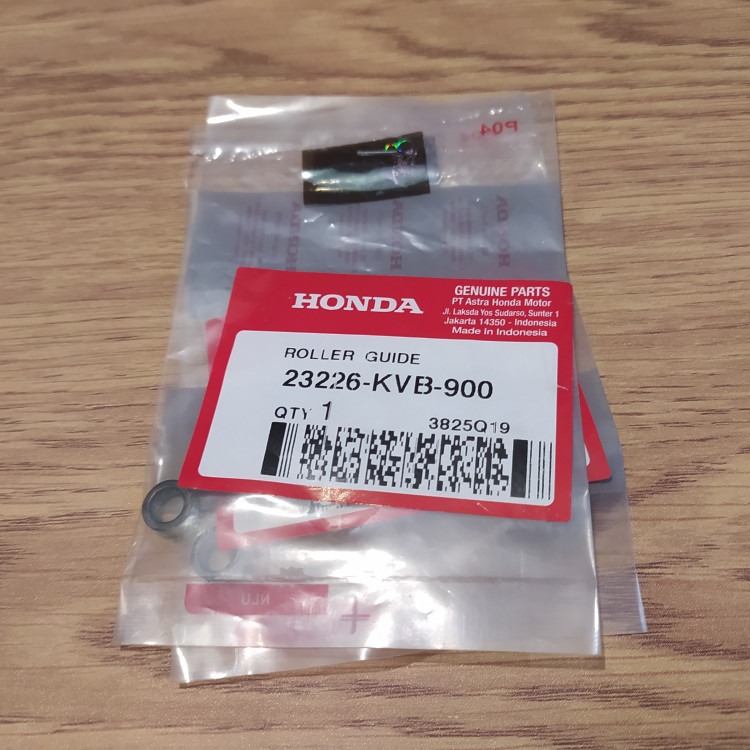 P04
HONDA
GENUINE PARTS
PT Astra Honda Motor
Jl. Laksda Yos Sudarso, Sunter 1
Jakarta 14350 - Indonesia
Made in Indonesia
ROLLER GUIDE
23226-KVB-900
QTY 1
3825Q19